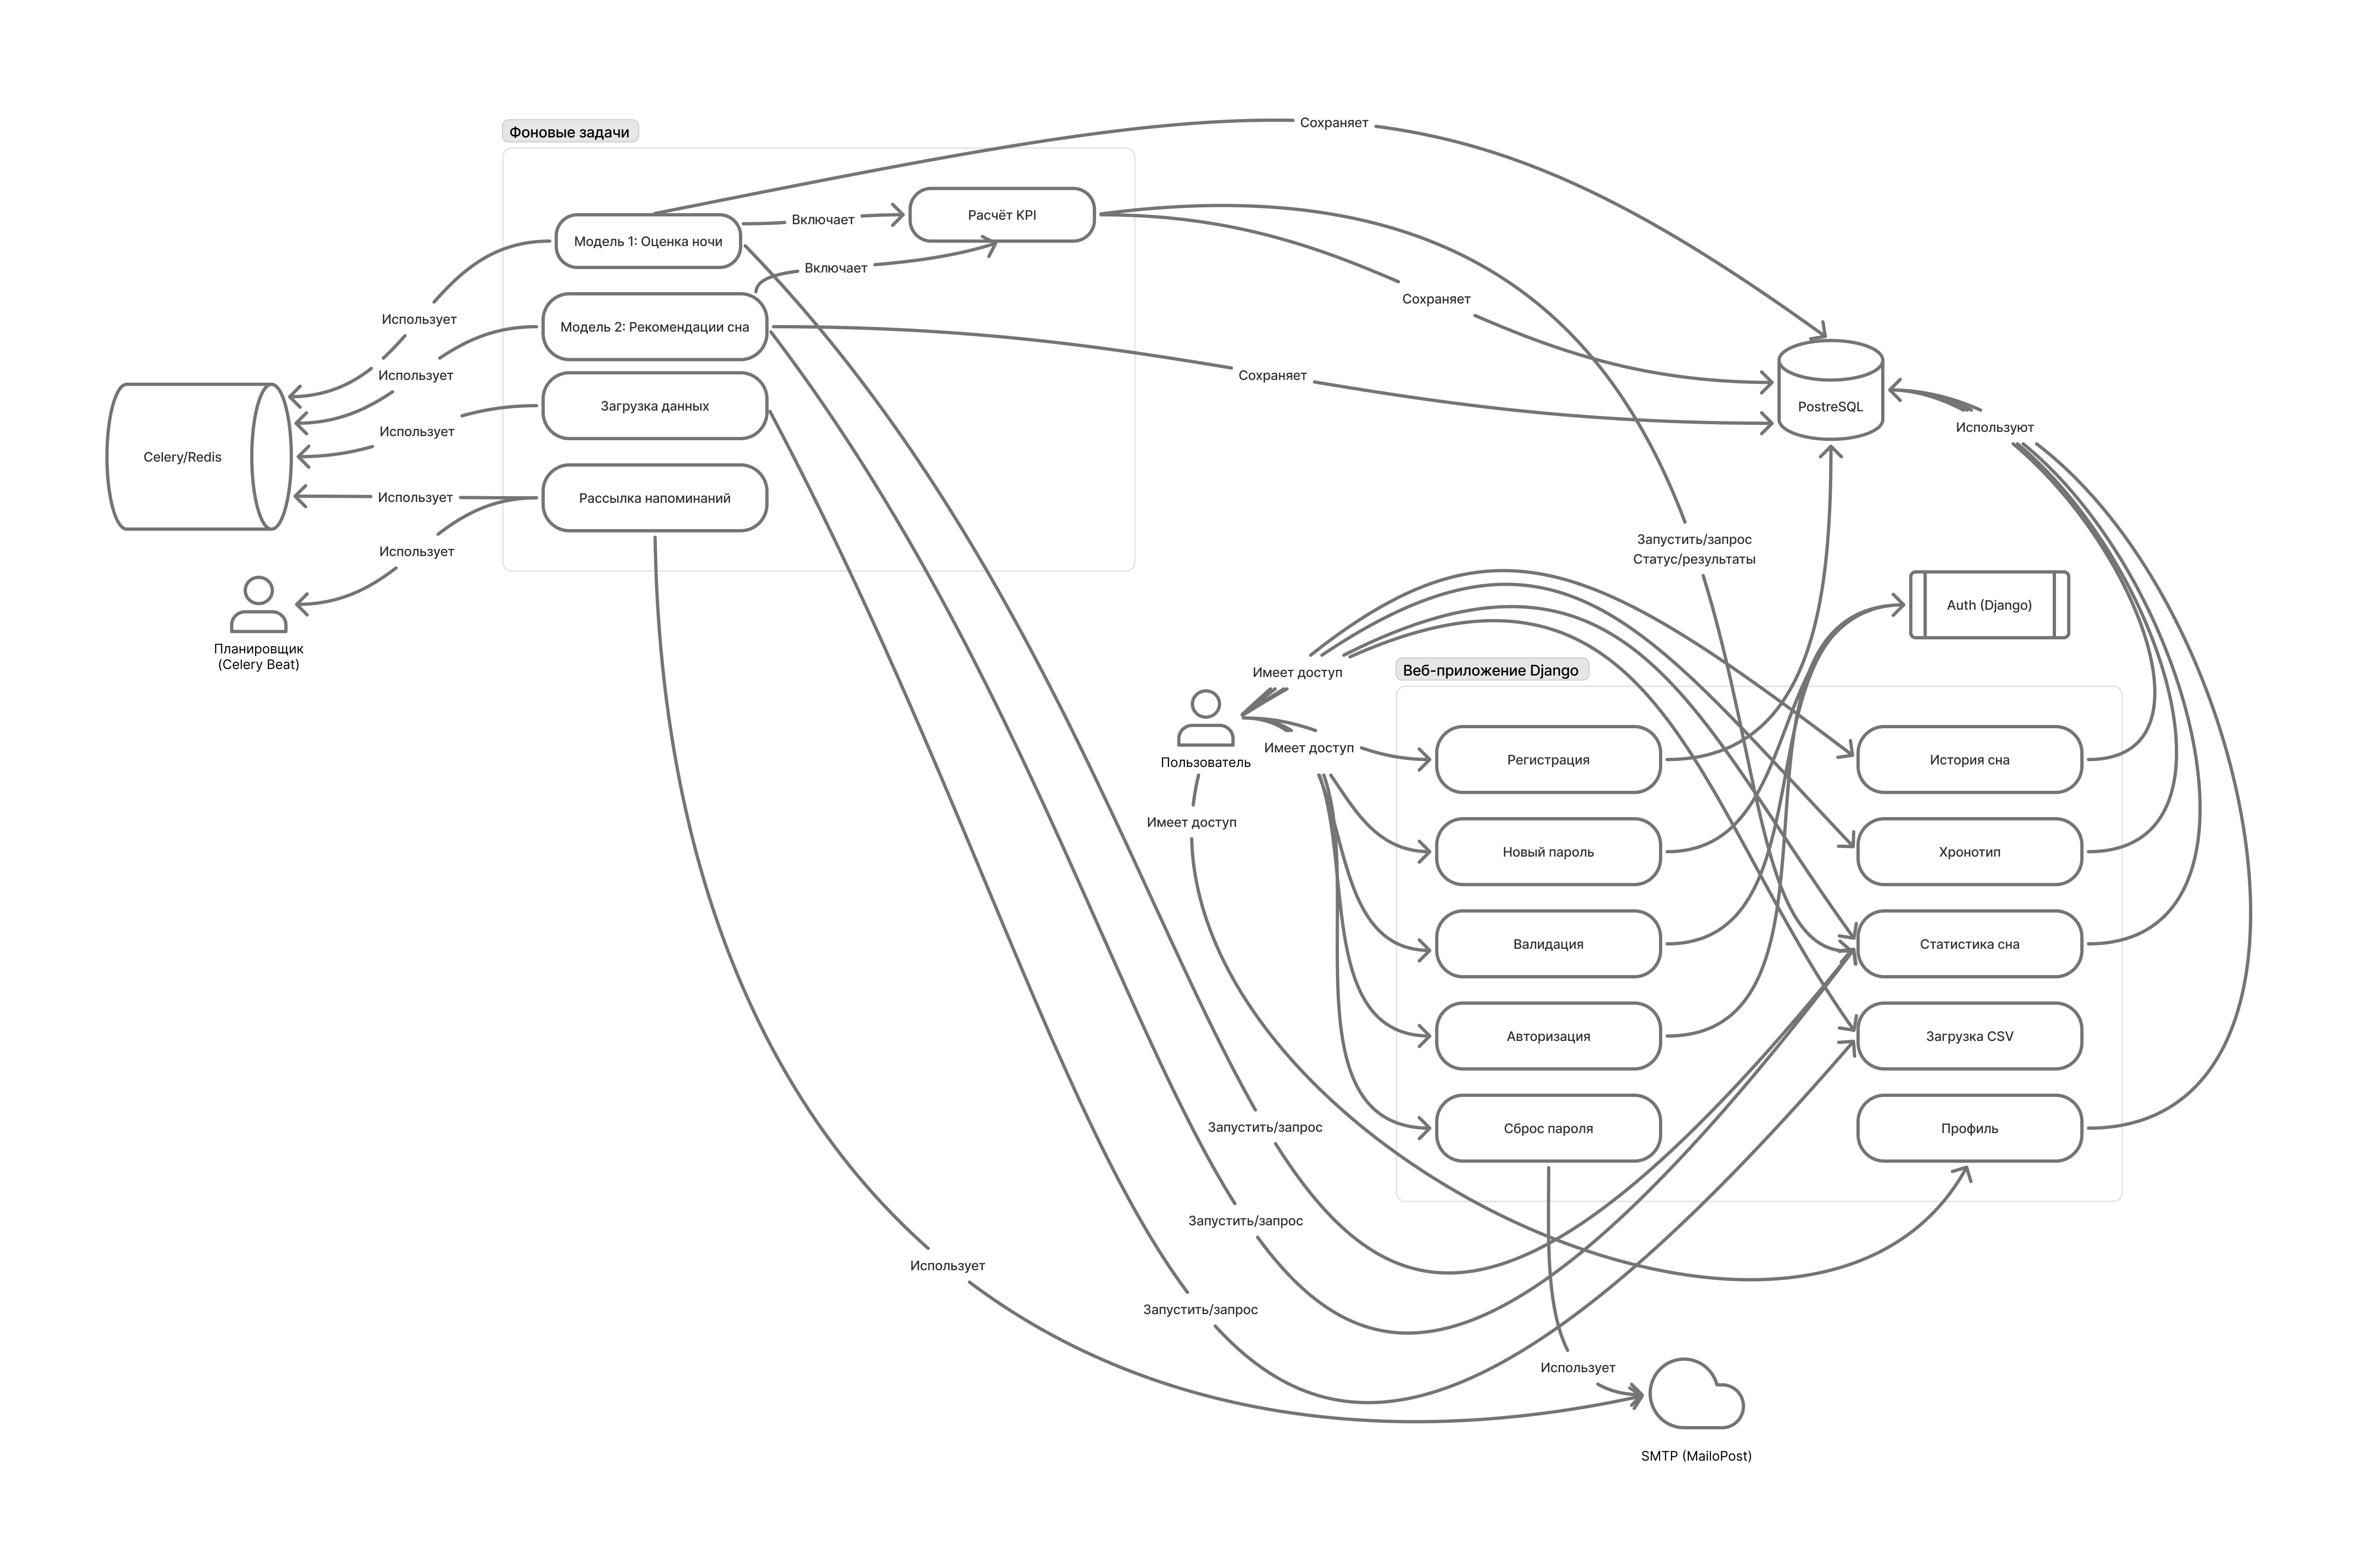 Фоновые задачи
Сохраняет
Расчёт KPI
Включает
Модель 1: Оценка ночи
Включает
Сохраняет
Использует
Модель 2: Рекомендации сна
Использует
Сохраняет
Загрузка данных
PostreSQL
Использует
Используют
Celery/Redis
Использует
Рассылка напоминаний
Использует
Запустить/запрос
Статус/результаты
Auth (Django)
Планировщик
(Celery Beat)
Имеет доступ
Веб-приложение Django
Имеет доступ
Пользователь
Регистрация
История сна
Имеет доступ
Новый пароль
Хронотип
Валидация
Статистика сна
Авторизация
Загрузка CSV
Запустить/запрос
Сброс пароля
Профиль
Запустить/запрос
Использует
Запустить/запрос
Использует
SMTP (MailoPost)